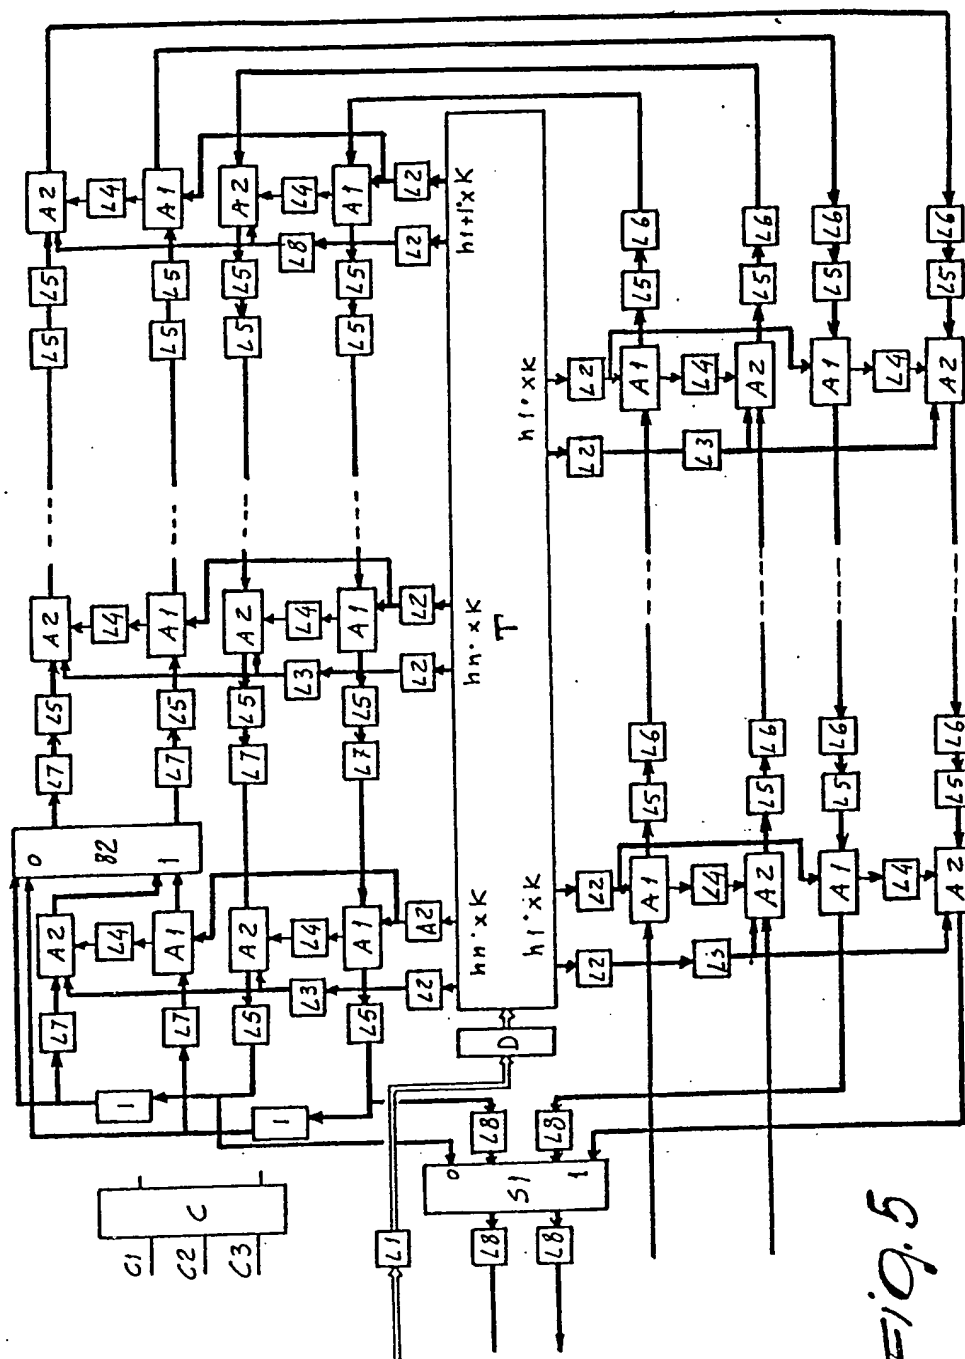 0
L7 A2 L7 L5 A2 L5 L5 A2
1 L4 82 L4 L4
C1
L7 A1 1 L7 L5 A1 L5 L5 A1
C2 C
C3
L5 A2 L7 L5 A2 L5 L5 A2
1 L3 L4 L3 L4 L8 L4
L5 A1 L7 L5 A1 L5 L5 A1
L1 L2 A2 L2 L2 L2 L2
0
hn·xK hn·xK h1+1·xK
L8 L8
D T
S1
h1·xK h1·xK
L8 L8
1
L2 L2 L2 L2
A1 L5 L6 A1 L5 L6
L3 L4 L3 L4
A2 L5 L6 A2 L5 L6
A1 L5 L6 A1 L5 L6
L4 L4
A2 L5 L6 A2 L5 L6
Fig. 5